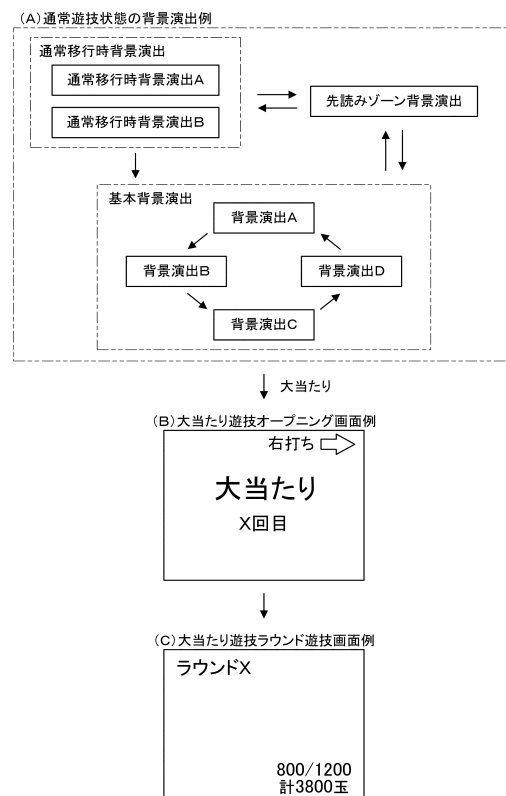 (A)通常遊技状態の背景演出例
通常移行時背景演出
通常移行時背景演出A
通常移行時背景演出B
先読みゾーン背景演出
基本背景演出
背景演出A
背景演出B
背景演出D
背景演出C
大当たり
(B)大当たり遊技オープニング画面例
右打ち
大当たり
X回目
(C)大当たり遊技ラウンド遊技画面例
ラウンドX
800/1200
計3800玉